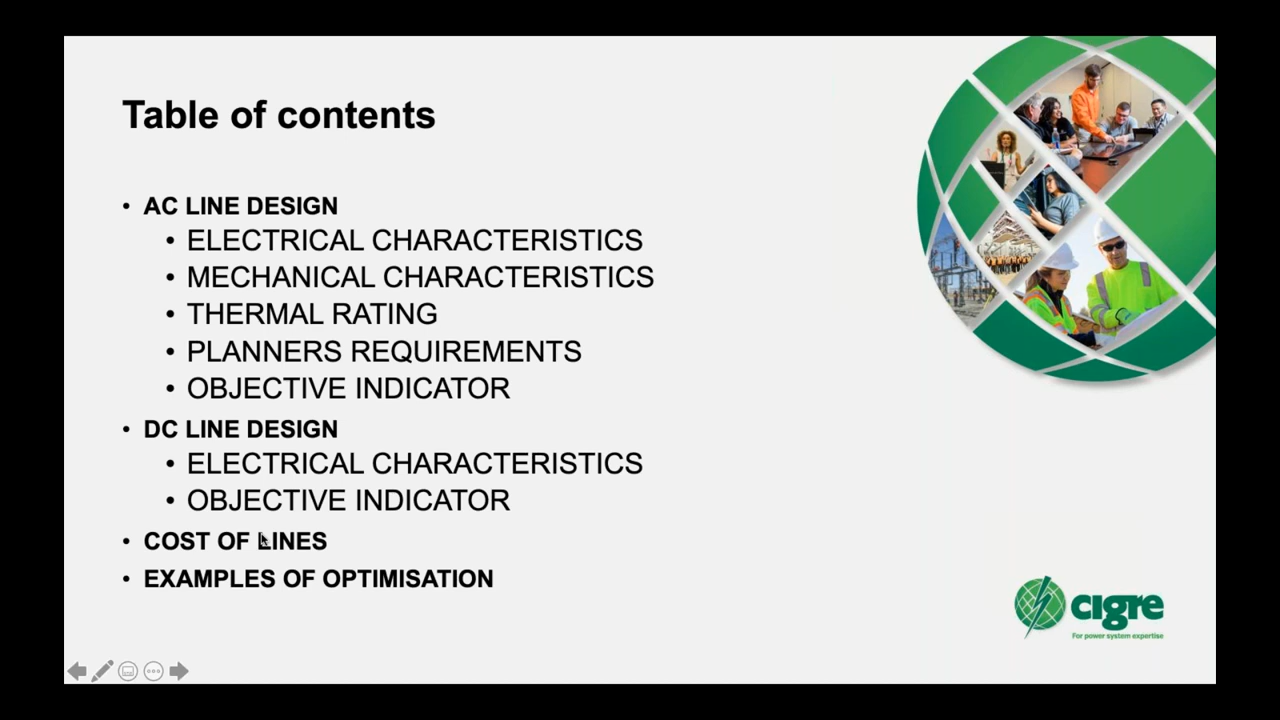 Table of contents
• AC LINE DESIGN
• ELECTRICAL CHARACTERISTICS
• MECHANICAL CHARACTERISTICS
• THERMAL RATING
• PLANNERS REQUIREMENTS
• OBJECTIVE INDICATOR
• DC LINE DESIGN
• ELECTRICAL CHARACTERISTICS
• OBJECTIVE INDICATOR
• COST OF LINES
• EXAMPLES OF OPTIMISATION
cigre
For power system expertise